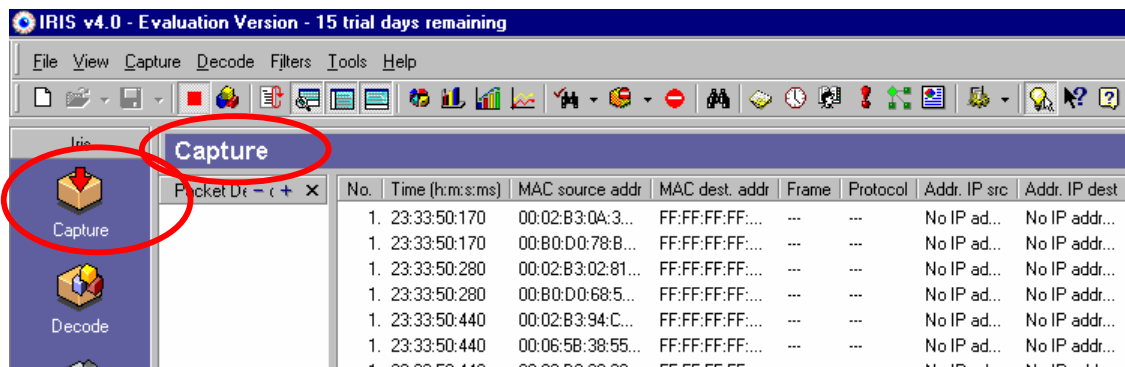 IRIS v4.0 - Evaluation Version - 15 trial days remaining
File View Capture Decode Filters Tools Help
Iris
Capture
Capture
Decode
Packet De
No. Time (h:m:s:ms) MAC source addr MAC dest. addr Frame Protocol Addr. IP src Addr. IP dest
1. 23:33:50:170 00:02:B3:0A:3... FF:FF:FF:FF:... --- --- No IP ad... No IP addr...
1. 23:33:50:170 00:B0:D0:78:B... FF:FF:FF:FF:... --- --- No IP ad... No IP addr...
1. 23:33:50:280 00:02:B3:02:81... FF:FF:FF:FF:... --- --- No IP ad... No IP addr...
1. 23:33:50:280 00:B0:D0:68:5... FF:FF:FF:FF:... --- --- No IP ad... No IP addr...
1. 23:33:50:440 00:02:B3:94:C... FF:FF:FF:FF:... --- --- No IP ad... No IP addr...
1. 23:33:50:440 00:06:5B:38:55... FF:FF:FF:FF:... --- --- No IP ad... No IP addr...